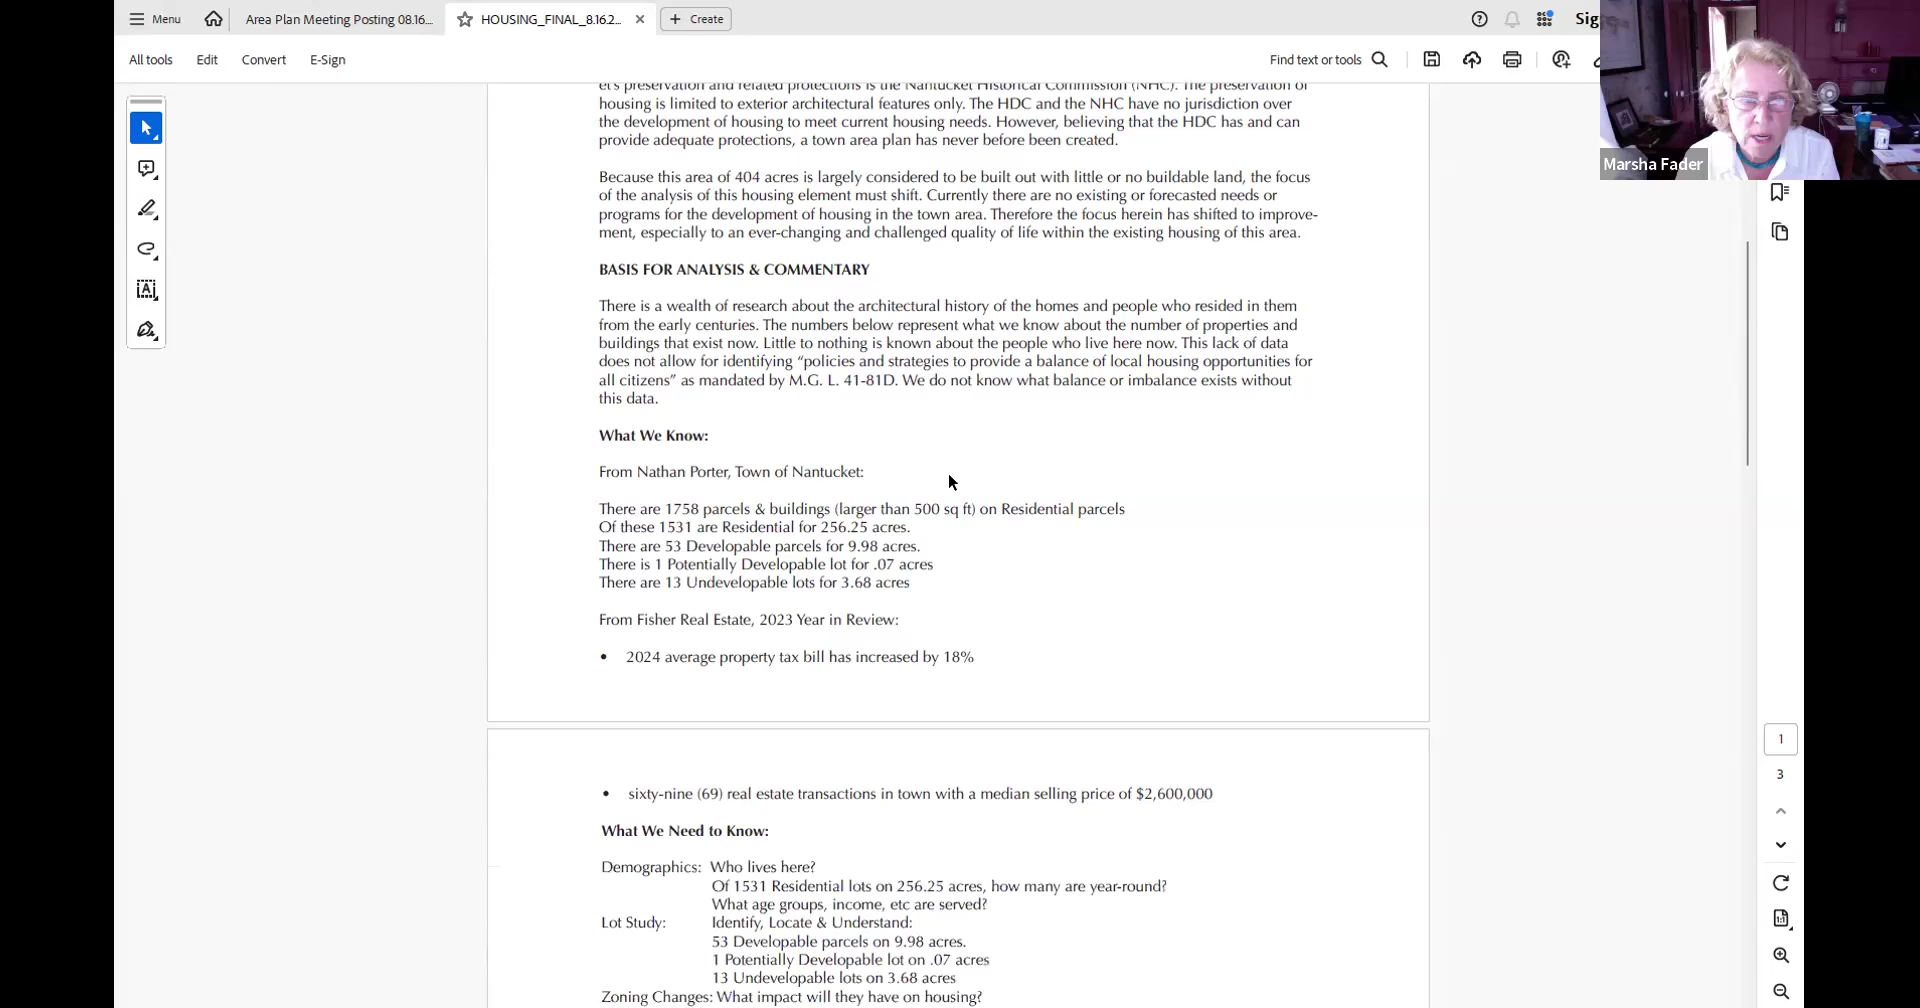 Menu
Area Plan Meeting Posting 08.16...
HOUSING_FINAL_8.16.2...
Create
All tools
Edit
Convert
E-Sign
Find text or tools
Marsha Fader
et's preservation and related protections is the Nantucket Historical Commission (NHC). The preservation of
housing is limited to exterior architectural features only. The HDC and the NHC have no jurisdiction over
the development of housing to meet current housing needs. However, believing that the HDC has and can
provide adequate protections, a town area plan has never before been created.
Because this area of 404 acres is largely considered to be built out with little or no buildable land, the focus
of the analysis of this housing element must shift. Currently there are no existing or forecasted needs or
programs for the development of housing in the town area. Therefore the focus herein has shifted to improve-
ment, especially to an ever-changing and challenged quality of life within the existing housing of this area.
BASIS FOR ANALYSIS & COMMENTARY
There is a wealth of research about the architectural history of the homes and people who resided in them
from the early centuries. The numbers below represent what we know about the number of properties and
buildings that exist now. Little to nothing is known about the people who live here now. This lack of data
does not allow for identifying “policies and strategies to provide a balance of local housing opportunities for
all citizens” as mandated by M.G. L. 41-81D. We do not know what balance or imbalance exists without
this data.
What We Know:
From Nathan Porter, Town of Nantucket:
There are 1758 parcels & buildings (larger than 500 sq ft) on Residential parcels
Of these 1531 are Residential for 256.25 acres.
There are 53 Developable parcels for 9.98 acres.
There is 1 Potentially Developable lot for .07 acres
There are 13 Undevelopable lots for 3.68 acres
From Fisher Real Estate, 2023 Year in Review:
• 2024 average property tax bill has increased by 18%
1
3
• sixty-nine (69) real estate transactions in town with a median selling price of $2,600,000
What We Need to Know:
Demographics: Who lives here?
Of 1531 Residential lots on 256.25 acres, how many are year-round?
What age groups, income, etc are served?
Lot Study: Identify, Locate & Understand:
53 Developable parcels on 9.98 acres.
1 Potentially Developable lot on .07 acres
13 Undevelopable lots on 3.68 acres
Zoning Changes: What impact will they have on housing?